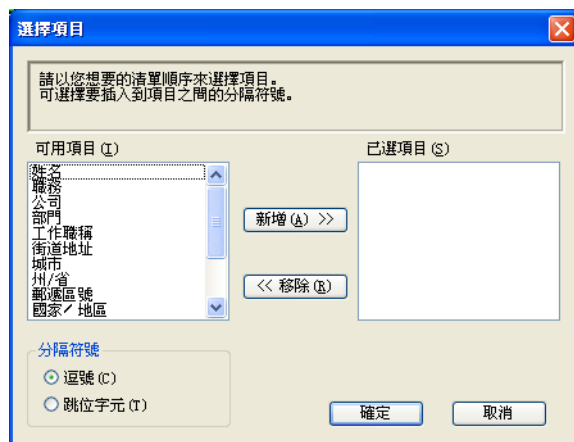 選擇項目
請以您想要的清單順序來選擇項目。
可選擇要插入到項目之間的分隔符號。
可用項目(I)
已選項目(S)
姓名
職務
公司
部門
工作職稱
街道地址
城市
州/省
郵遞區號
國家/地區
新增(A) >>
<< 移除(R)
分隔符號
逗號(C)
跳位字元(T)
確定
取消